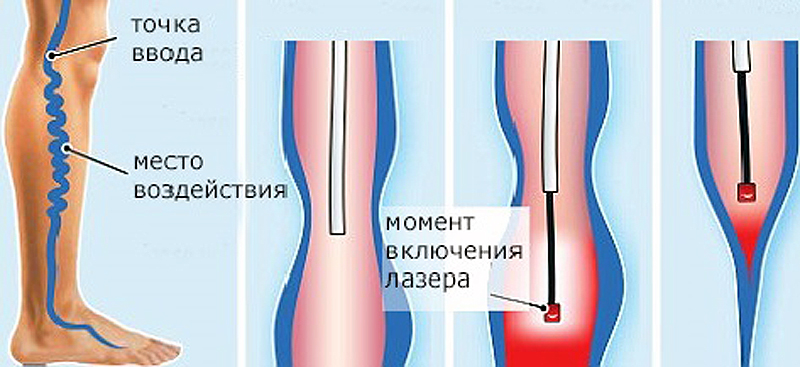 точка
ввода
место
воздействия
момент
включения
лазера